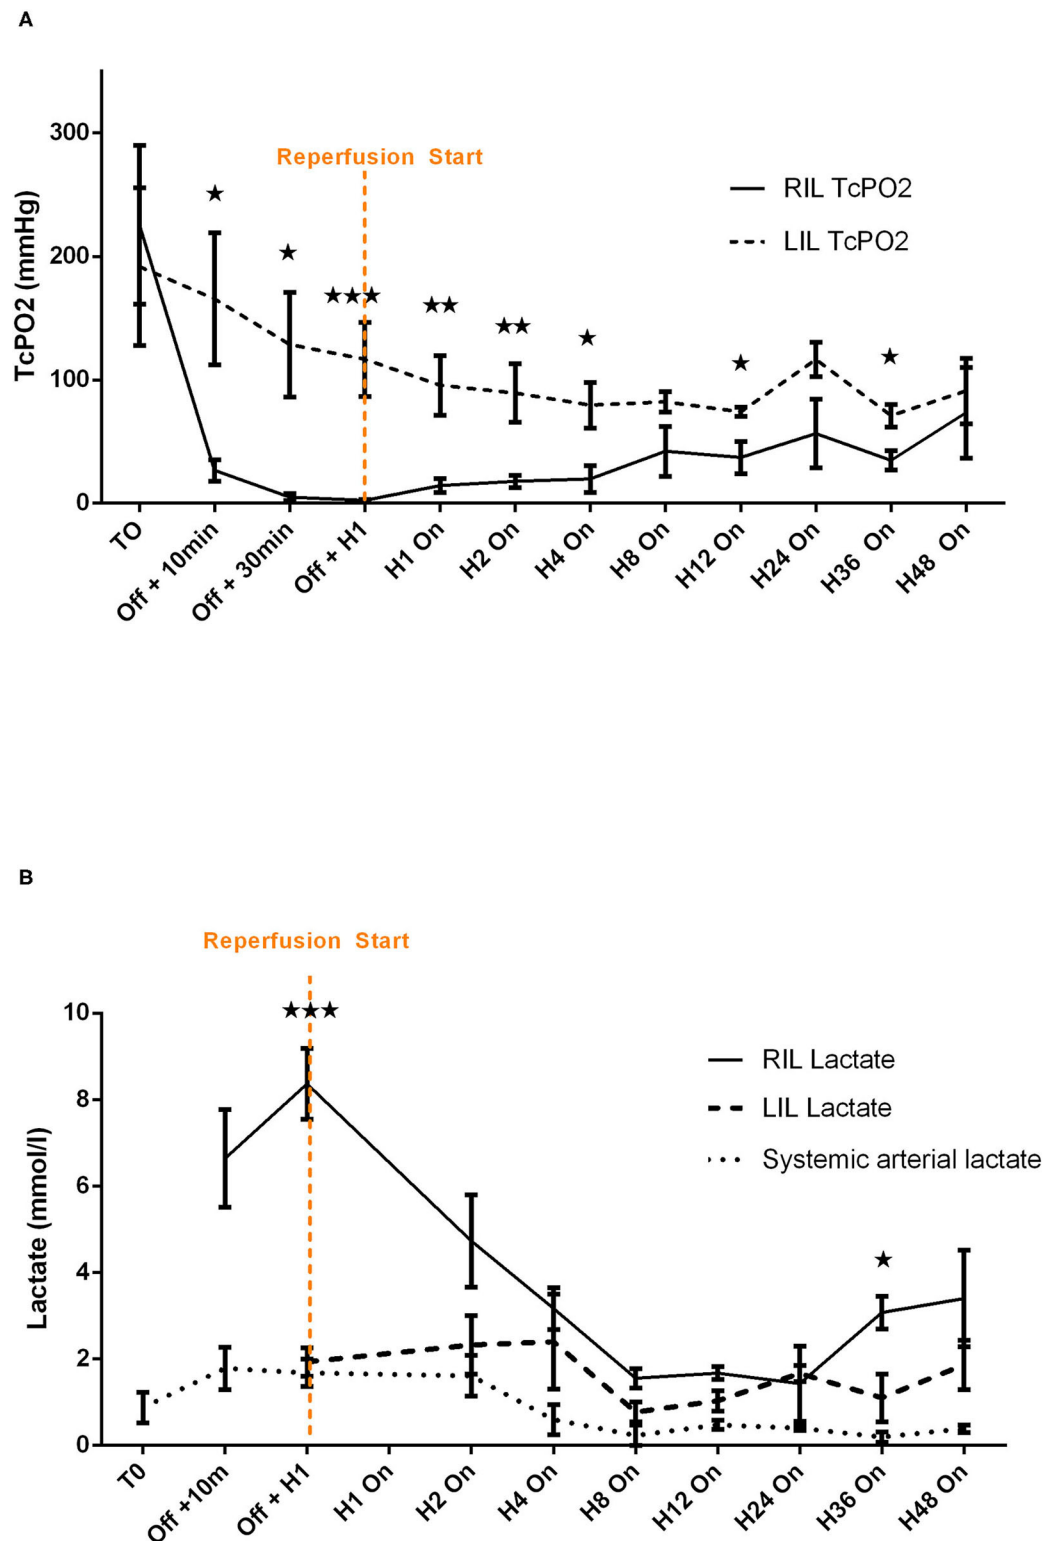 A
300
200
100
0
TcPO2 (mmHg)
Reperfusion Start
★
★
★★★
★★
★★
★
★
★
RIL TcPO2
LIL TcPO2
TO
Off + 10min
Off + 30min
Off + H1
H1 On
H2 On
H4 On
H8 On
H12 On
H24 On
H36 On
H48 On
B
Reperfusion Start
★★★
★
10
8
6
4
2
0
Lactate (mmol/l)
RIL Lactate
LIL Lactate
Systemic arterial lactate
T0
Off +10m
Off + H1
H1 On
H2 On
H4 On
H8 On
H12 On
H24 On
H36 On
H48 On